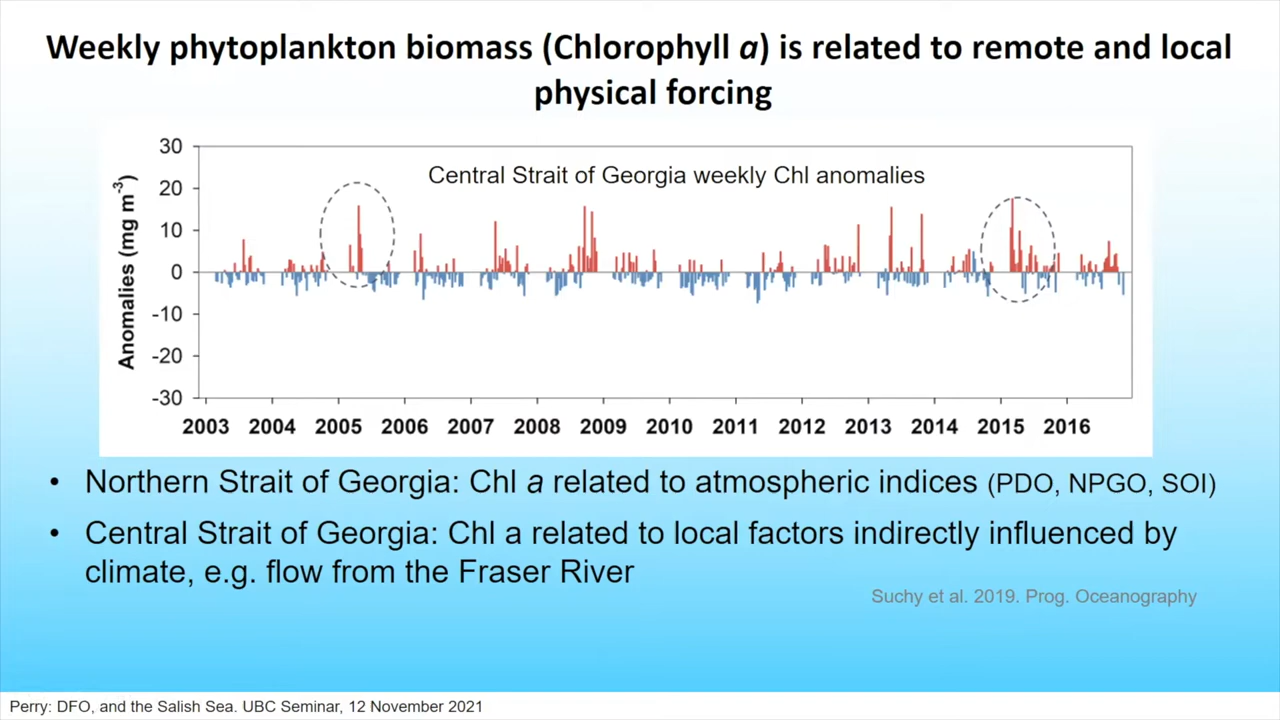 Weekly phytoplankton biomass (Chlorophyll a) is related to remote and local
physical forcing
Central Strait of Georgia weekly Chl anomalies
Anomalies (mg m-3)
30
20
10
0
-10
-20
-30
2003 2004 2005 2006 2007 2008 2009 2010 2011 2012 2013 2014 2015 2016
• Northern Strait of Georgia: Chl a related to atmospheric indices (PDO, NPGO, SOI)
• Central Strait of Georgia: Chl a related to local factors indirectly influenced by
climate, e.g. flow from the Fraser River
Suchy et al. 2019. Prog. Oceanography
Perry: DFO, and the Salish Sea. UBC Seminar, 12 November 2021